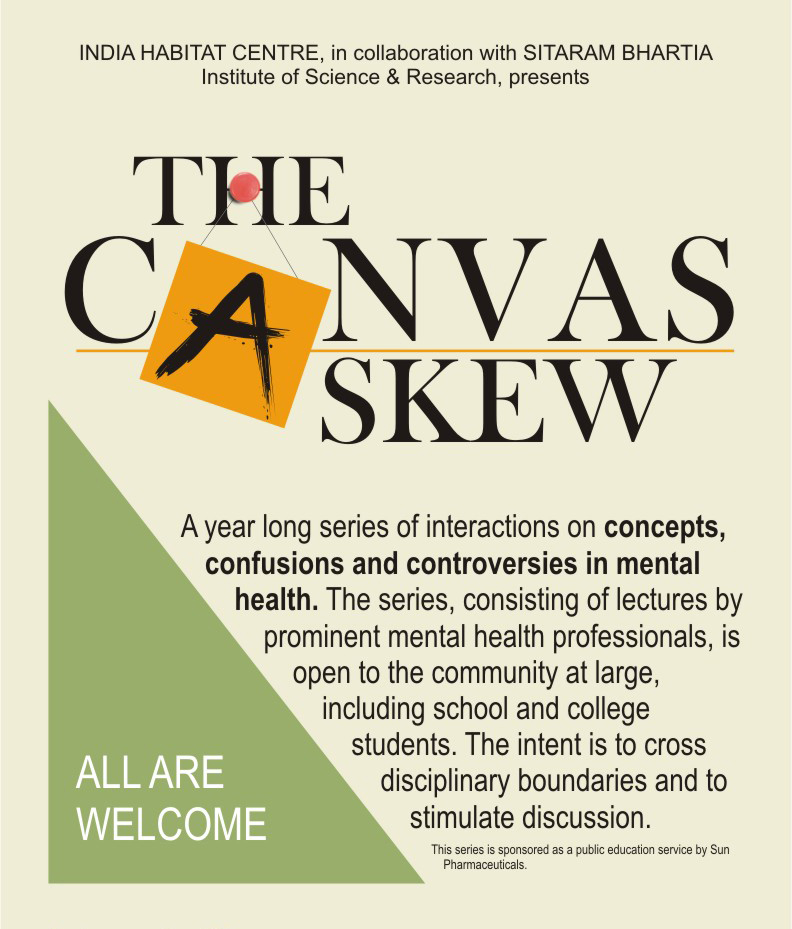 INDIA HABITAT CENTRE, in collaboration with SITARAM BHARTIA
Institute of Science & Research, presents
THE
CANVAS
SKEW
A year long series of interactions on concepts,
confusions and controversies in mental
health. The series, consisting of lectures by
prominent mental health professionals, is
open to the community at large,
including school and college
students. The intent is to cross
disciplinary boundaries and to
stimulate discussion.
ALL ARE
WELCOME
This series is sponsored as a public education service by Sun
Pharmaceuticals.